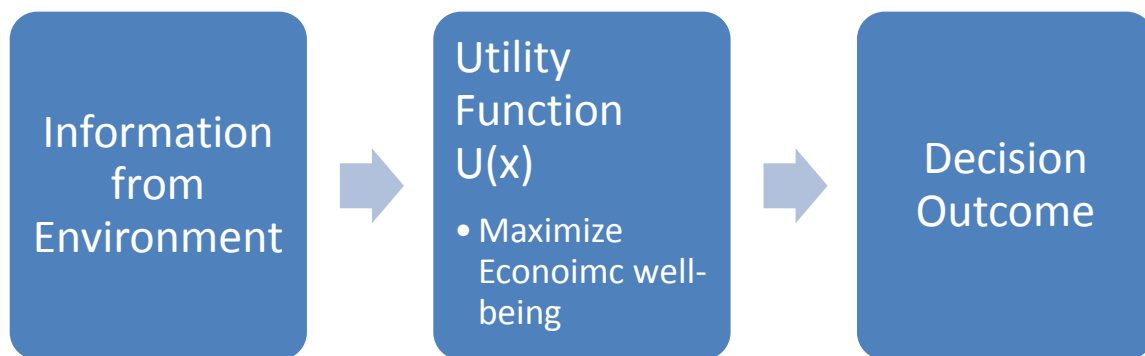 Information
from
Environment
Utility
Function
U(x)
• Maximize
Econoimc well-
being
Decision
Outcome